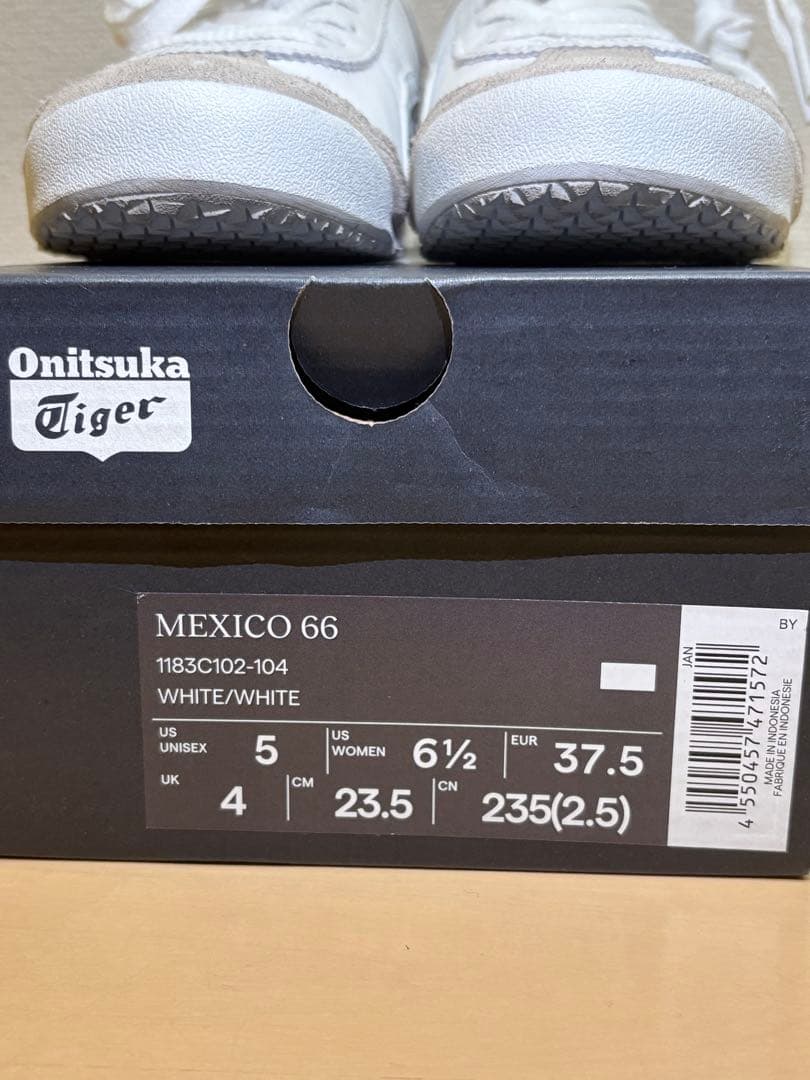 Onitsuka
Tiger
MEXICO 66
1183C102-104
WHITE/WHITE
US UNISEX 5 US WOMEN 6½ EUR 37.5
UK 4 CM 23.5 CN 235(2.5)
BY
JAN
4 550457 471572
MADE IN INDONESIA
FABRIQUE EN INDONESIE